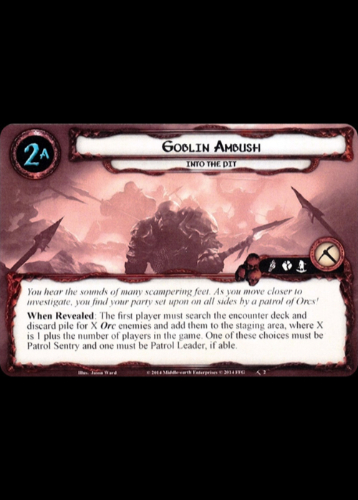 2A
GOBLIN AMBUSH
INTO THE PIT
You hear the sounds of many scampering feet. As you move closer to
investigate, you find your party set upon on all sides by a patrol of Orcs!
When Revealed: The first player must search the encounter deck and
discard pile for X Orc enemies and add them to the staging area, where X
is 1 plus the number of players in the game. One of these choices must be
Patrol Sentry and one must be Patrol Leader, if able.
Illus. Jason Ward © 2014 Middle-earth Enterprises © 2014 FFG 2